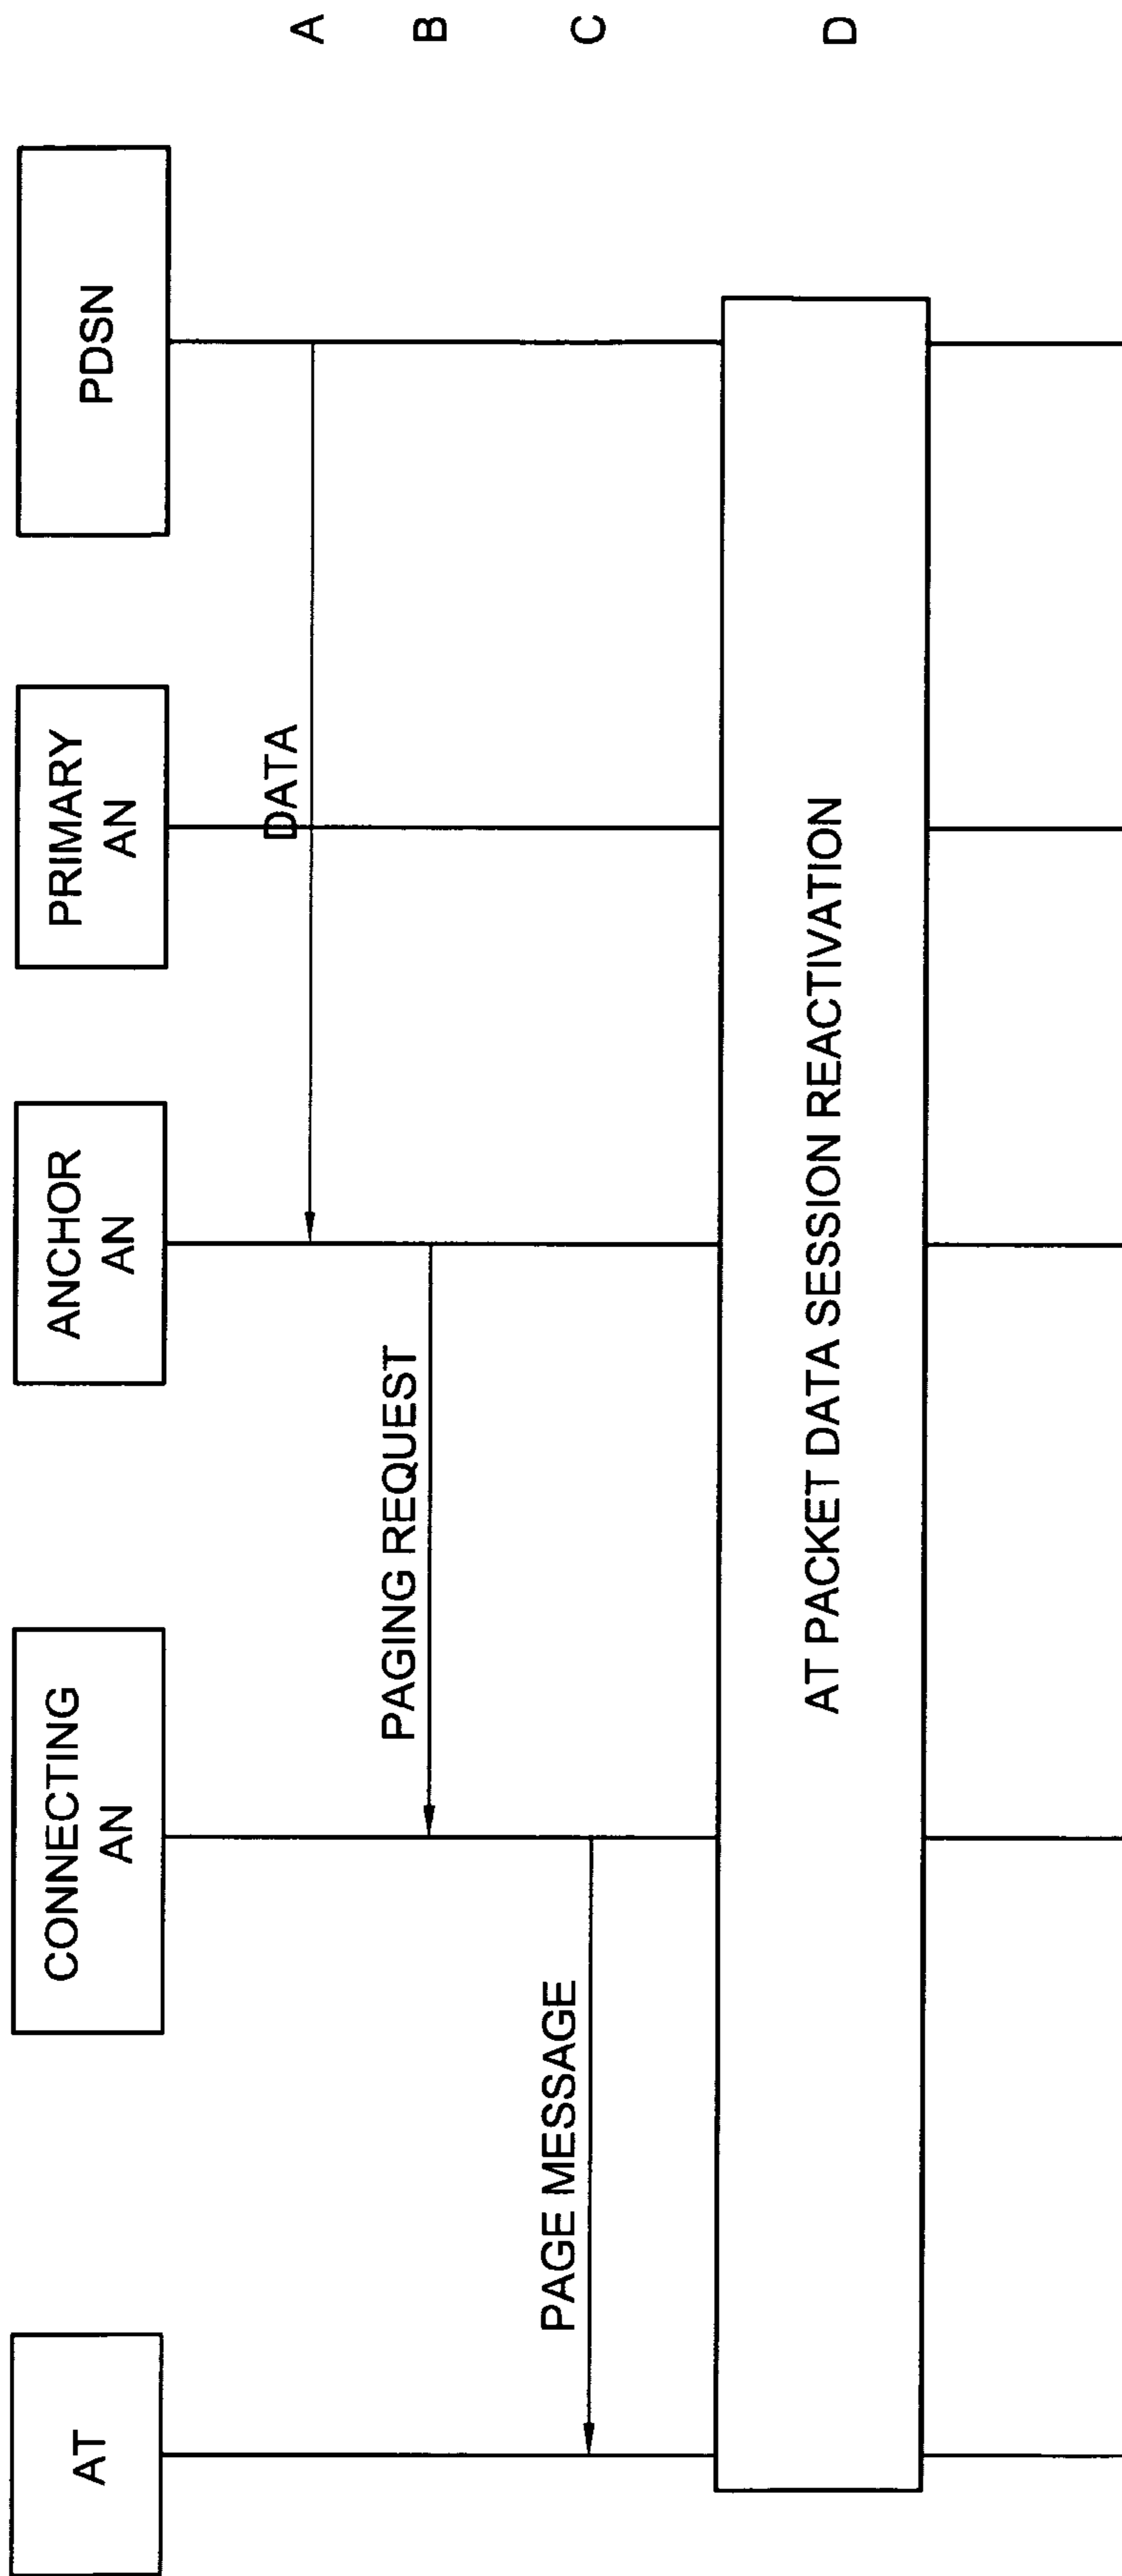 AT
CONNECTING
AN
ANCHOR
AN
PRIMARY
AN
PDSN
DATA
A
PAGING REQUEST
B
PAGE MESSAGE
C
AT PACKET DATA SESSION REACTIVATION
D